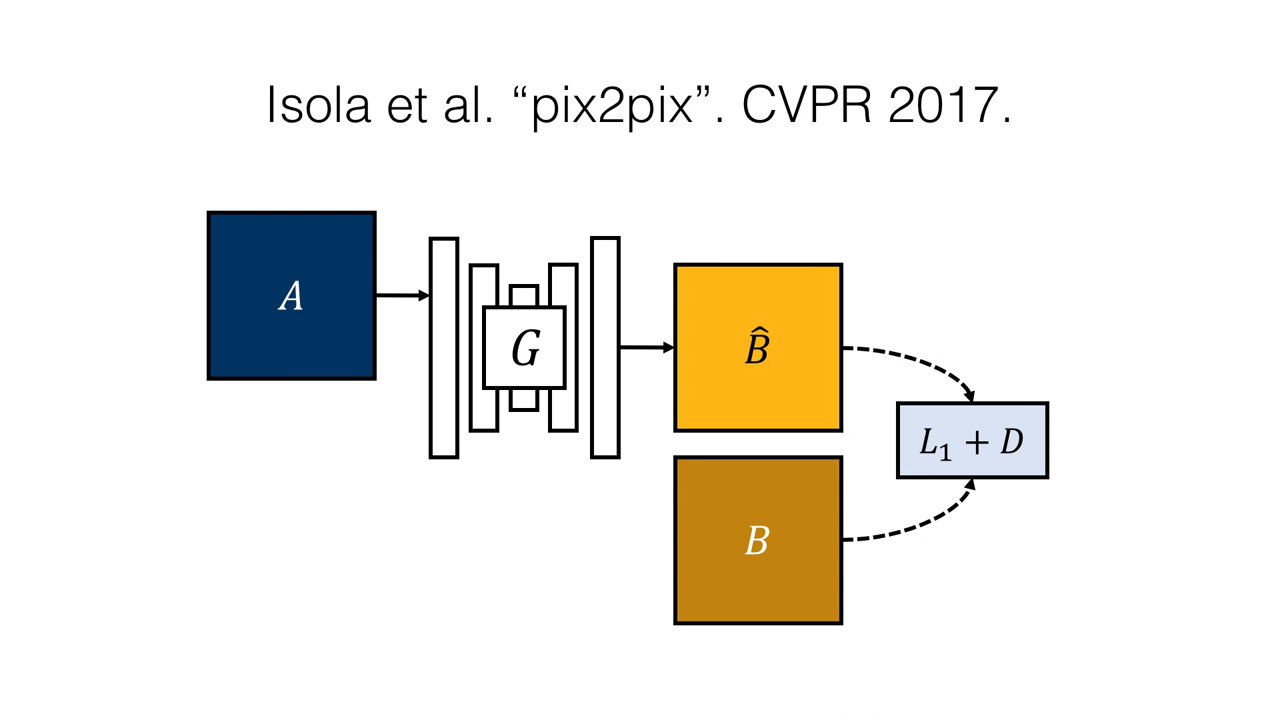 Isola et al. “pix2pix”. CVPR 2017.
A
G
B̂
L₁ + D
B